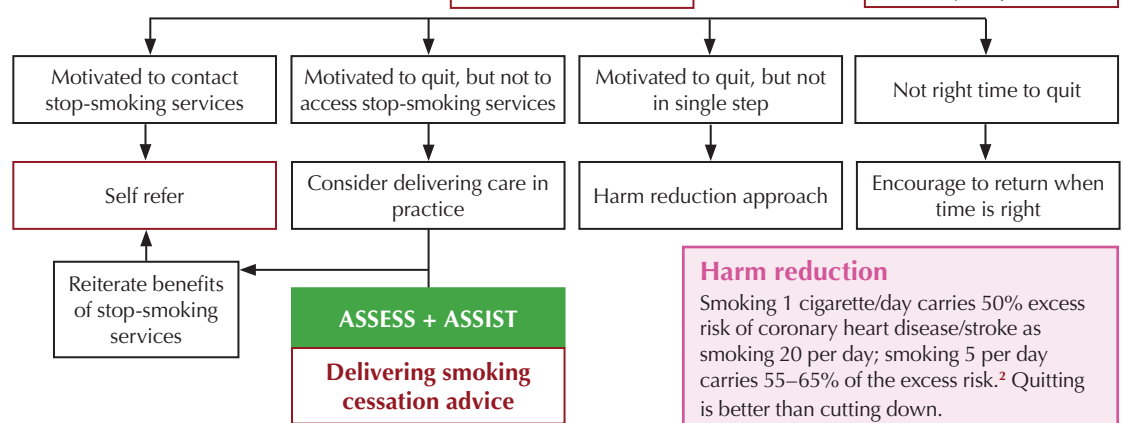 Motivated to contact
stop-smoking services
Motivated to quit, but not to
access stop-smoking services
Motivated to quit, but not
in single step
Not right time to quit
Self refer
Consider delivering care in
practice
Harm reduction approach
Encourage to return when
time is right
Reiterate benefits
of stop-smoking
services
ASSESS + ASSIST
Delivering smoking
cessation advice
Harm reduction
Smoking 1 cigarette/day carries 50% excess
risk of coronary heart disease/stroke as
smoking 20 per day; smoking 5 per day
carries 55–65% of the excess risk.² Quitting
is better than cutting down.